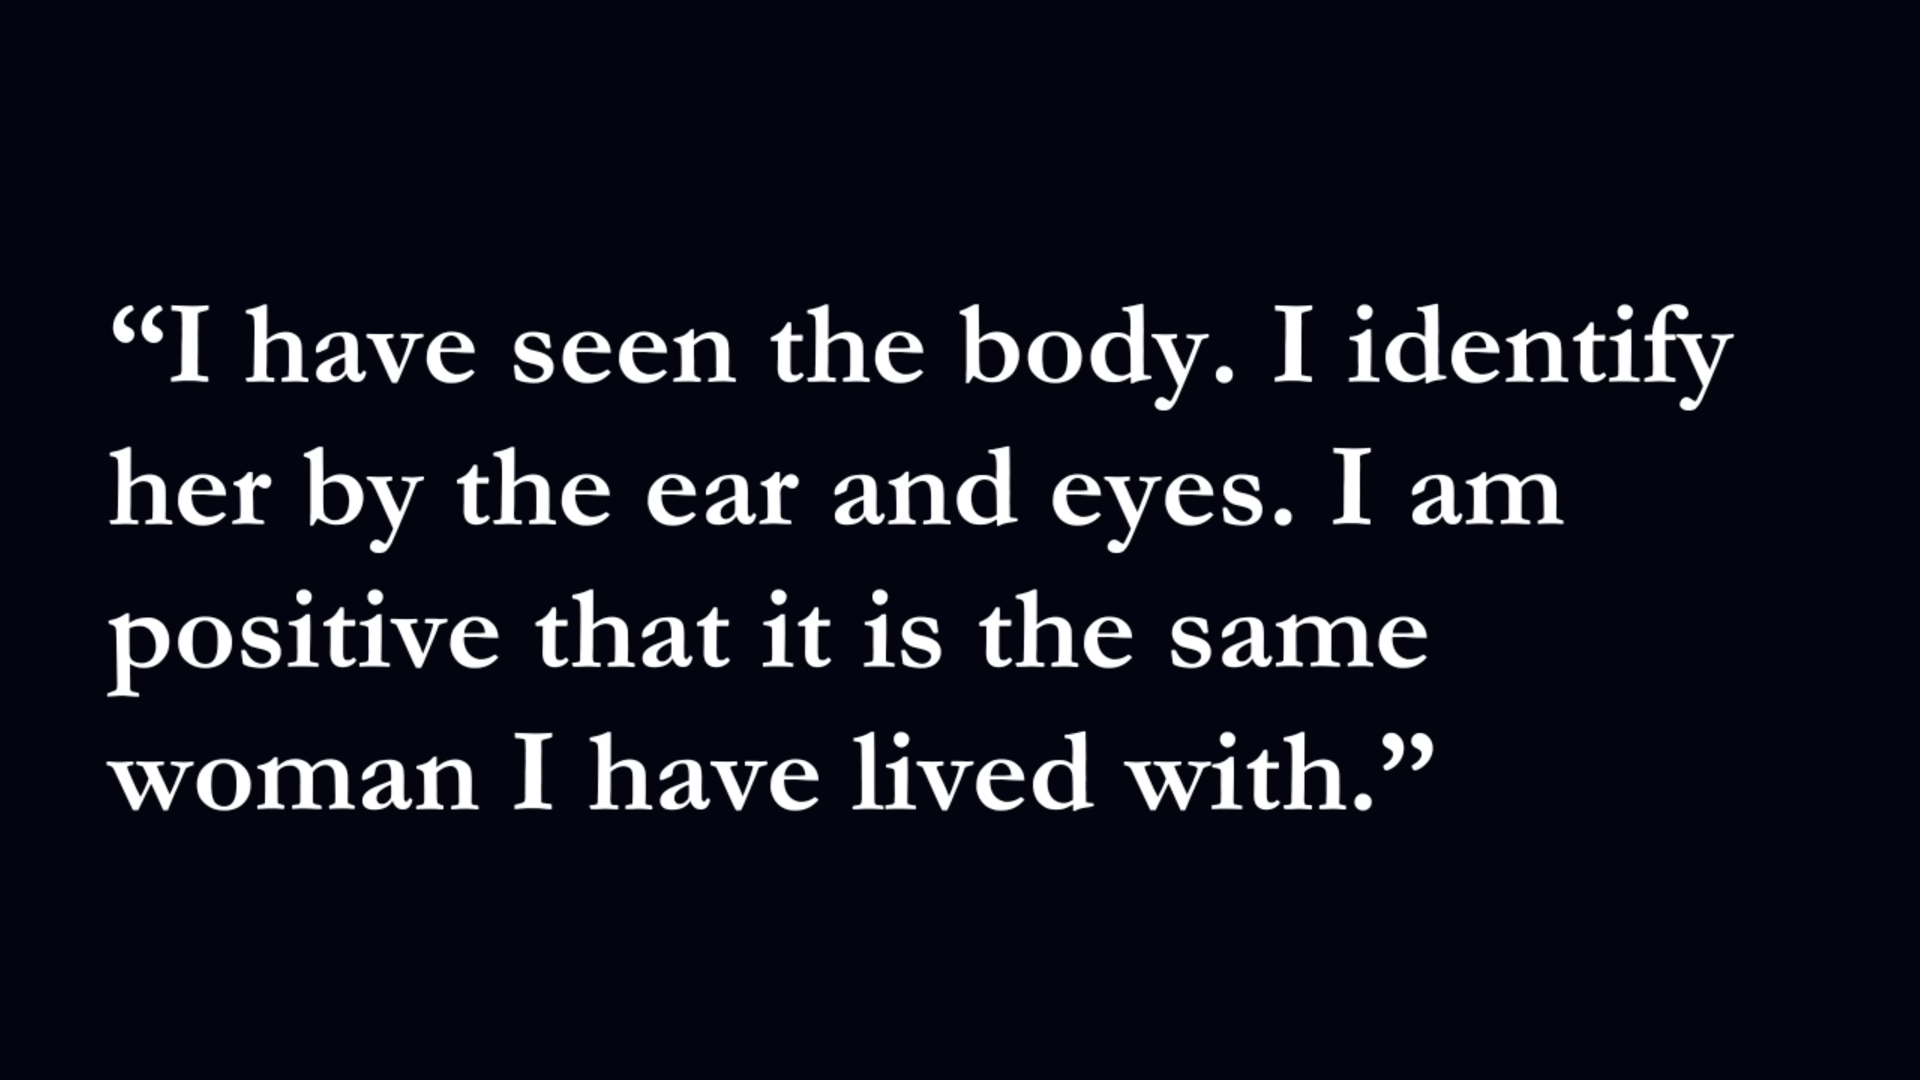 “I have seen the body. I identify
her by the ear and eyes. I am
positive that it is the same
woman I have lived with.”